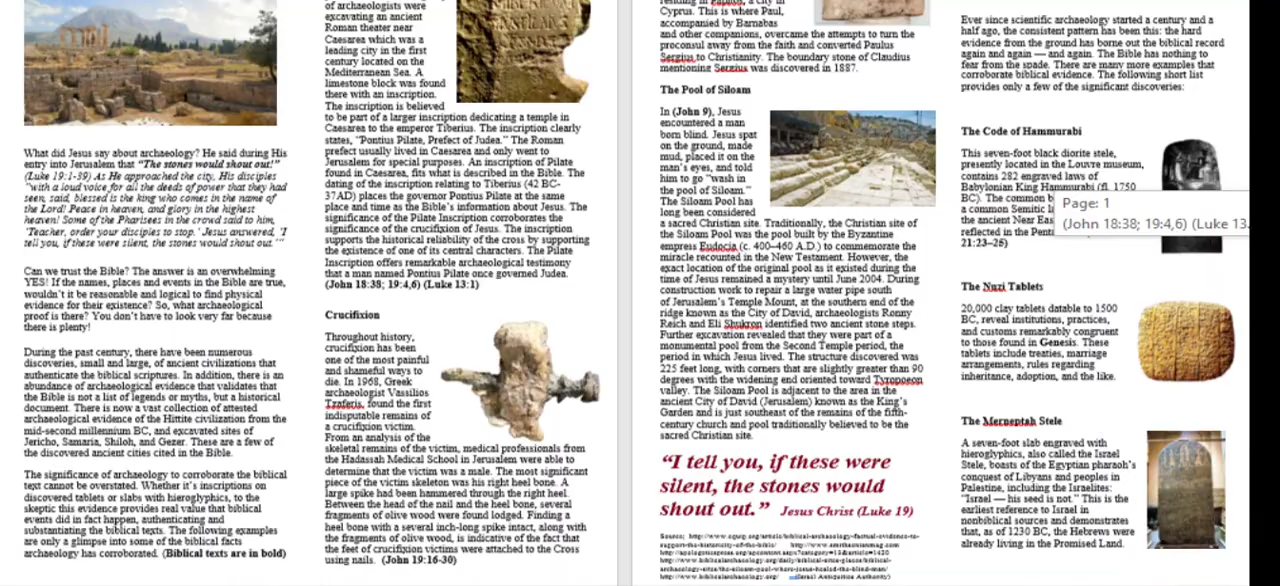 What did Jesus say about archaeology? He said during His
entry into Jerusalem that “The stones would shout out!”
(Luke 19:1-39) As He approached the city, His disciples
“with a loud voice for all the deeds of power that they had
seen, said, blessed is the king who comes in the name of
the Lord! Peace in heaven, and glory in the highest
heaven! Some of the Pharisees in the crowd said to him,
'Teacher, order your disciples to stop.' Jesus answered, 'I
tell you, if these were silent, the stones would shout out.'”
Can we trust the Bible? The answer is an overwhelming
YES! If the names, places and events in the Bible are true,
wouldn't it be reasonable and logical to find physical
evidence for their existence? So, what archaeological
proof is there? You don't have to look very far because
there is plenty!
During the past century, there have been numerous
discoveries, small and large, of ancient civilizations that
authenticate the biblical scriptures. In addition, there is an
abundance of archaeological evidence that validates that
the Bible is not a list of legends or myths, but a historical
document. There is now a vast collection of attested
archaeological evidence of the Hittite civilization from the
mid-second millennium BC, and excavated sites of
Jericho, Samaria, Shiloh, and Gezer. These are a few of
the discovered ancient cities cited in the Bible.
The significance of archaeology to corroborate the biblical
text cannot be overstated. Whether it's inscriptions on
discovered tablets or slabs with hieroglyphics, to the
skeptic this evidence provides real value that biblical
events did in fact happen, authenticating and
substantiating the biblical texts. The following examples
are only a glimpse into some of the biblical facts
archaeology has corroborated. (Biblical texts are in bold)
of archaeologists were
excavating an ancient
Roman theater near
Caesarea which was a
leading city in the first
century located on the
Mediterranean Sea. A
limestone block was found
there with an inscription.
The inscription is believed
to be part of a larger inscription dedicating a temple in
Caesarea to the emperor Tiberius. The inscription clearly
states, “Pontius Pilate, Prefect of Judea.” The Roman
prefect usually lived in Caesarea and only went to
Jerusalem for special purposes. An inscription of Pilate
found in Caesarea, fits what is described in the Bible. The
dating of the inscription relating to Tiberius (42 BC-
37AD) places the governor Pontius Pilate at the same
place and time as the Bible's information about Jesus. The
significance of the Pilate Inscription corroborates the
significance of the crucifixion of Jesus. The inscription
supports the historical reliability of the cross by supporting
the existence of one of its central characters. The Pilate
Inscription offers remarkable archaeological testimony
that a man named Pontius Pilate once governed Judea.
(John 18:38; 19:4,6) (Luke 13:1)
Crucifixion
Throughout history,
crucifixion has been
one of the most painful
and shameful ways to
die. In 1968, Greek
archaeologist Vassilios
Tzaferis, found the first
indisputable remains of
a crucifixion victim.
From an analysis of the
skeletal remains of the victim, medical professionals from
the Hadassah Medical School in Jerusalem were able to
determine that the victim was a male. The most significant
piece of the victim skeleton was his right heel bone. A
large spike had been hammered through the right heel.
Between the head of the nail and the heel bone, several
fragments of olive wood were found lodged. Finding a
heel bone with a several inch-long spike intact, along with
the fragments of olive wood, is indicative of the fact that
the feet of crucifixion victims were attached to the Cross
using nails. (John 19:16-30)
Cyprus. This is where Paul,
accompanied by Barnabas
and other companions, overcame the attempts to turn the
proconsul away from the faith and converted Paulus
Sergius to Christianity. The boundary stone of Claudius
mentioning Sergius was discovered in 1887.
The Pool of Siloam
In (John 9), Jesus
encountered a man
born blind. Jesus spat
on the ground, made
mud, placed it on the
man's eyes, and told
him to go “wash in
the pool of Siloam.”
The Siloam Pool has
long been considered
a sacred Christian site. Traditionally, the Christian site of
the Siloam Pool was the pool built by the Byzantine
empress Eudocia (c. 400–460 A.D.) to commemorate the
miracle recounted in the New Testament. However, the
exact location of the original pool as it existed during the
time of Jesus remained a mystery until June 2004. During
construction work to repair a large water pipe south
of Jerusalem's Temple Mount, at the southern end of the
ridge known as the City of David, archaeologists Ronny
Reich and Eli Shukron identified two ancient stone steps.
Further excavation revealed that they were part of a
monumental pool from the Second Temple period, the
period in which Jesus lived. The structure discovered was
225 feet long, with corners that are slightly greater than 90
degrees with the widening end oriented toward Tyropoeon
valley. The Siloam Pool is adjacent to the area in the
ancient City of David (Jerusalem) known as the King's
Garden and is just southeast of the remains of the fifth-
century church and pool traditionally believed to be the
sacred Christian site.
“I tell you, if these were
silent, the stones would
shout out.” Jesus Christ (Luke 19)
Ever since scientific archaeology started a century and a
half ago, the consistent pattern has been this: the hard
evidence from the ground has borne out the biblical record
again and again — and again. The Bible has nothing to
fear from the spade. There are many more examples that
corroborate biblical evidence. The following short list
provides only a few of the significant discoveries:
The Code of Hammurabi
This seven-foot black diorite stele,
presently located in the Louvre museum,
contains 282 engraved laws of
Babylonian King Hammurabi (fl. 1750
BC). The common b
a common Semitic l
the ancient Near Eas
reflected in the Pent
21:23–25)
Page: 1
(John 18:38; 19:4,6) (Luke 13.
The Nuzi Tablets
20,000 clay tablets datable to 1500
BC, reveal institutions, practices,
and customs remarkably congruent
to those found in Genesis. These
tablets include treaties, marriage
arrangements, rules regarding
inheritance, adoption, and the like.
The Merneptah Stele
A seven-foot slab engraved with
hieroglyphics, also called the Israel
Stele, boasts of the Egyptian pharaoh's
conquest of Libyans and peoples in
Palestine, including the Israelites:
“Israel — his seed is not.” This is the
earliest reference to Israel in
nonbiblical sources and demonstrates
that, as of 1230 BC, the Hebrews were
already living in the Promised Land.